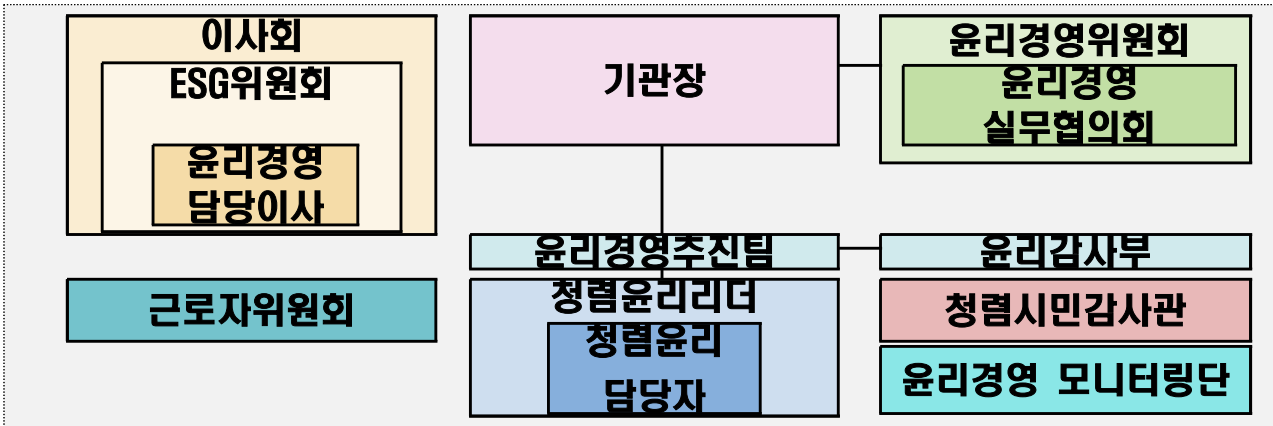 이사회
ESG위원회
윤리경영
담당이사
기관장
윤리경영위원회
윤리경영
실무협의회
윤리경영추진팀
윤리감사부
근로자위원회
청렴윤리리더
청렴윤리
담당자
청렴시민감사관
윤리경영 모니터링단